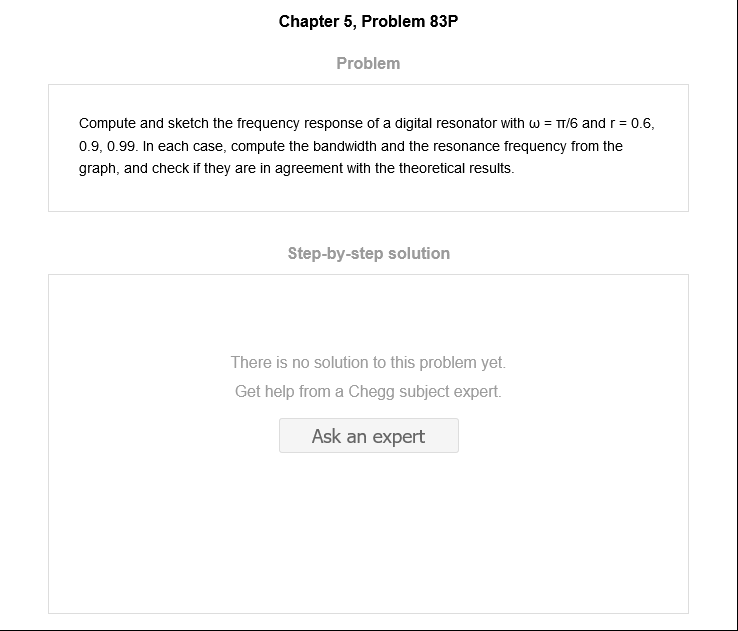 Chapter 5, Problem 83P
Problem
Compute and sketch the frequency response of a digital resonator with ω = π/6 and r = 0.6,
0.9, 0.99. In each case, compute the bandwidth and the resonance frequency from the
graph, and check if they are in agreement with the theoretical results.
Step-by-step solution
There is no solution to this problem yet.
Get help from a Chegg subject expert.
Ask an expert